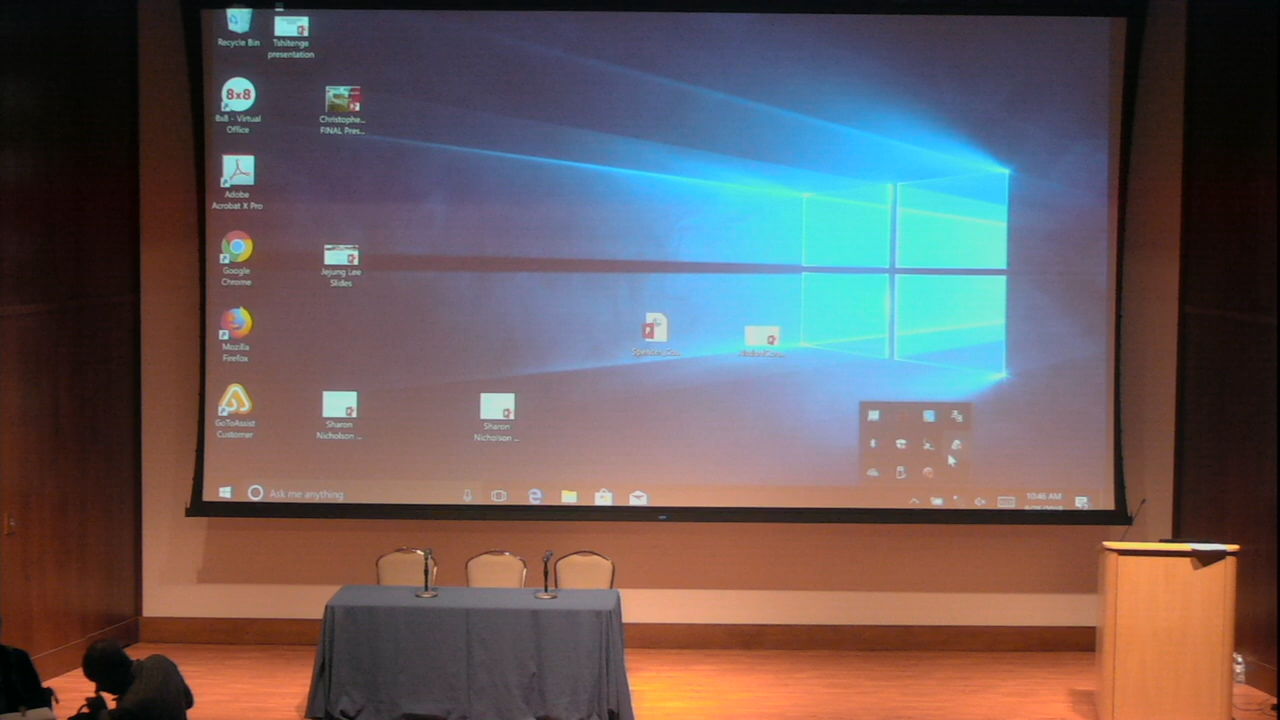 Recycle Bin
Tshitenge
presentation
8x8
8x8 - Virtual
Office
Christophe...
FINAL Pres...
Adobe
Acrobat X Pro
Google
Chrome
Jejung Lee
Slides
Mozilla
Firefox
GoToAssist
Customer
Sharon
Nicholson ...
Sharon
Nicholson ...
Ask me anything
10:46 AM